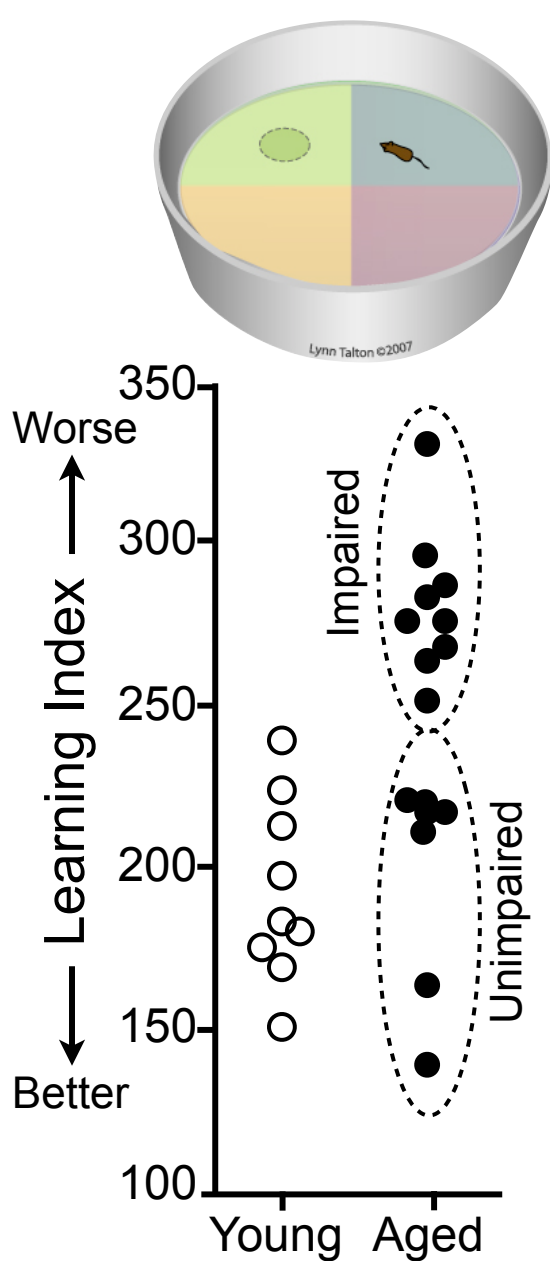 Lynn Talton ©2007
350
Worse
300
Impaired
Learning Index
250
200
Unimpaired
150
Better
100
Young Aged